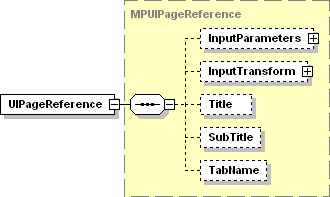 MPUIPageReference
InputParameters
InputTransform
UIPageReference
Title
SubTitle
TabName